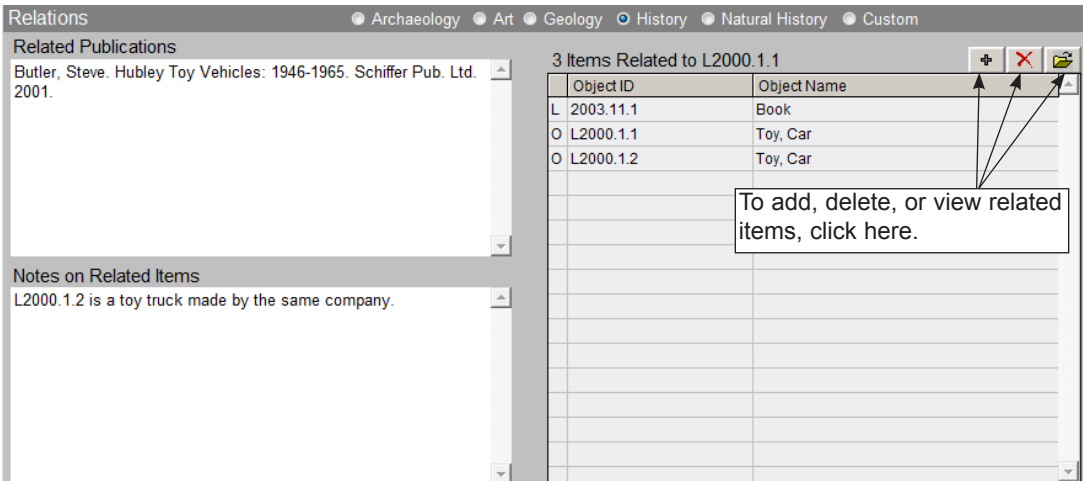 Relations Archaeology Art Geology History Natural History Custom
Related Publications
Butler, Steve. Hubley Toy Vehicles: 1946-1965. Schiffer Pub. Ltd.
2001.
Notes on Related Items
L2000.1.2 is a toy truck made by the same company.
3 Items Related to L2000.1.1
Object ID Object Name
L 2003.11.1 Book
O L2000.1.1 Toy, Car
O L2000.1.2 Toy, Car
To add, delete, or view related
items, click here.